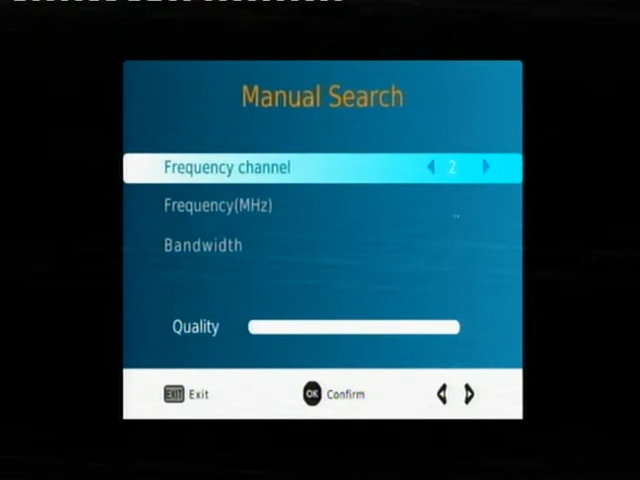 Manual Search
Frequency channel 2
Frequency(MHz) ..
Bandwidth
Quality
EXIT Exit OK Confirm